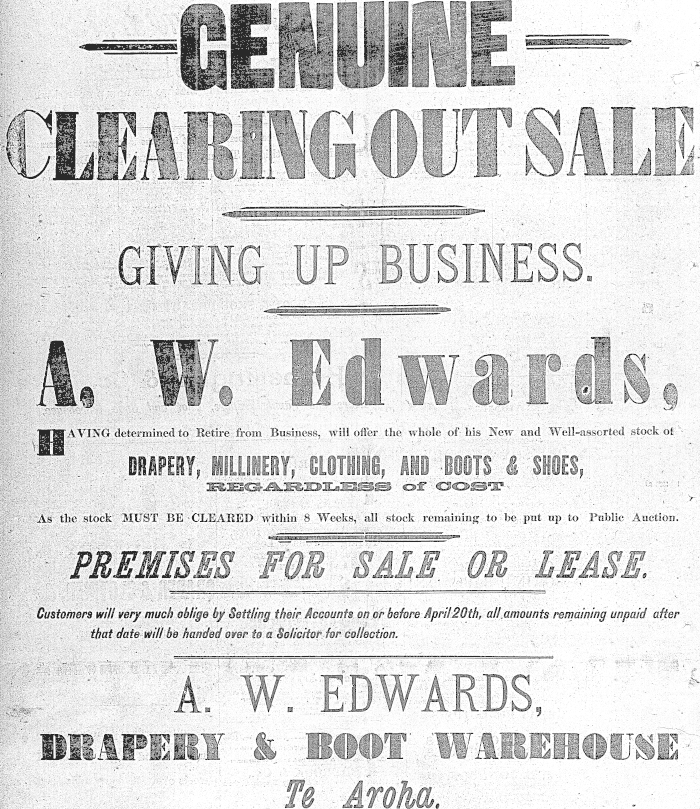 GENUINE
CLEARING OUT SALE
GIVING UP BUSINESS.
A. W. Edwards,
HAVING determined to Retire from Business, will offer the whole of his New and Well-assorted stock of
DRAPERY, MILLINERY, CLOTHING, AND BOOTS & SHOES,
REGARDLESS of COST
As the stock MUST BE CLEARED within 8 Weeks, all stock remaining to be put up to Public Auction.
PREMISES FOR SALE OR LEASE.
Customers will very much oblige by Settling their Accounts on or before April 20th, all amounts remaining unpaid after
that date will be handed over to a Solicitor for collection.
A. W. EDWARDS,
DRAPERY & BOOT WAREHOUSE
Te Aroha.